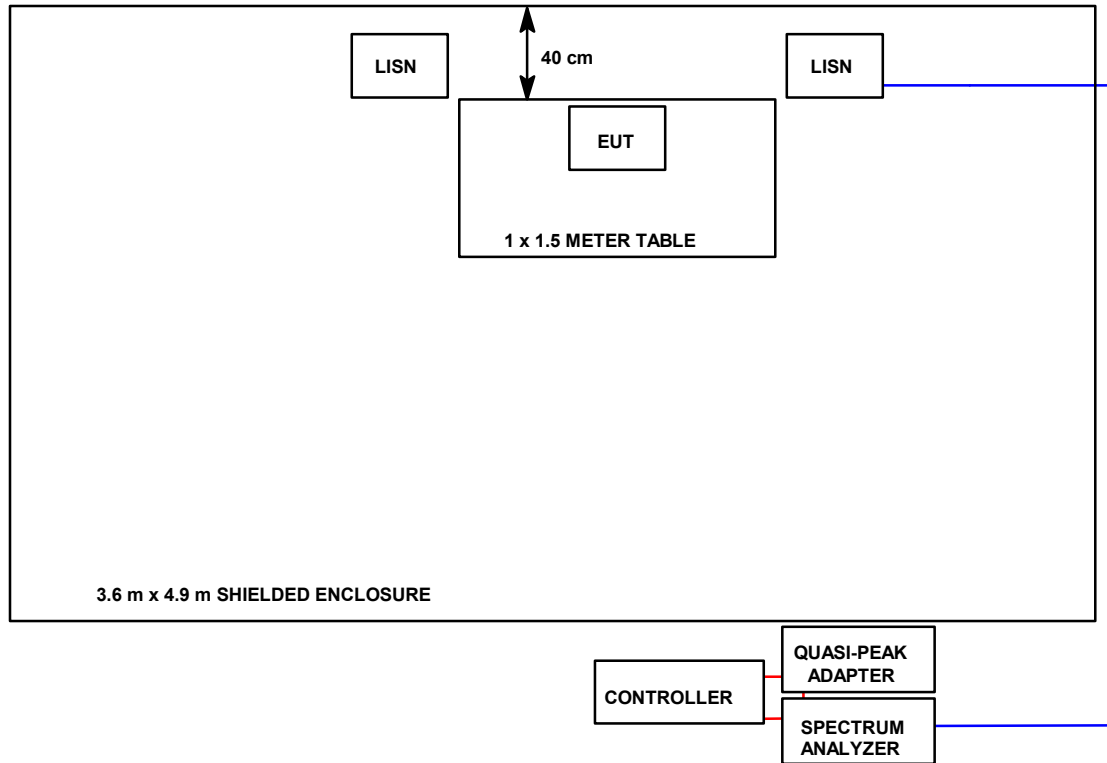 40 cm
LISN
LISN
EUT
1 x 1.5 METER TABLE
3.6 m x 4.9 m SHIELDED ENCLOSURE
QUASI-PEAK
ADAPTER
CONTROLLER
SPECTRUM
ANALYZER